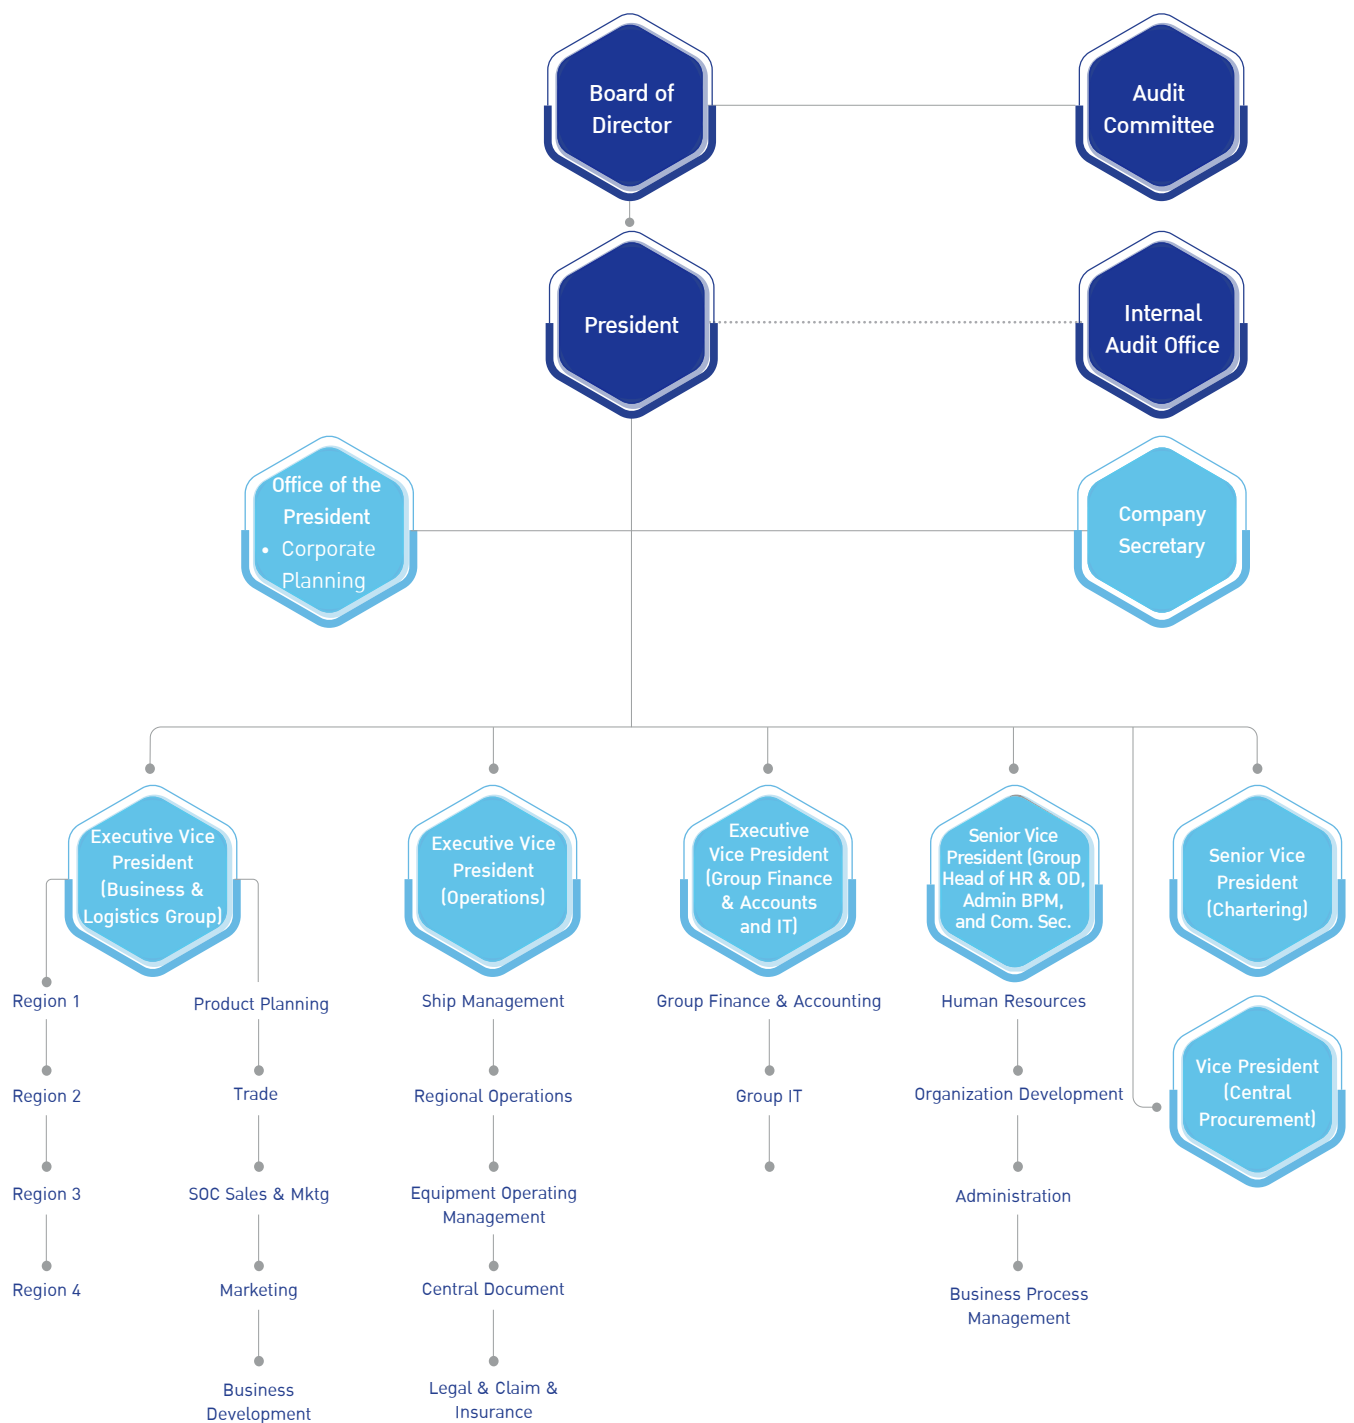 Board of
Director
Audit
Committee
President
Internal
Audit Office
Office of the
President
• Corporate
Planning
Company
Secretary
Executive Vice
President
(Business &
Logistics Group)
Executive Vice
President
(Operations)
Executive
Vice President
(Group Finance
& Accounts
and IT)
Senior Vice
President (Group
Head of HR & OD,
Admin BPM,
and Com. Sec.
Senior Vice
President
(Chartering)
Vice President
(Central
Procurement)
Region 1
Region 2
Region 3
Region 4
Product Planning
Trade
SOC Sales & Mktg
Marketing
Business
Development
Ship Management
Regional Operations
Equipment Operating
Management
Central Document
Legal & Claim &
Insurance
Group Finance & Accounting
Group IT
Human Resources
Organization Development
Administration
Business Process
Management